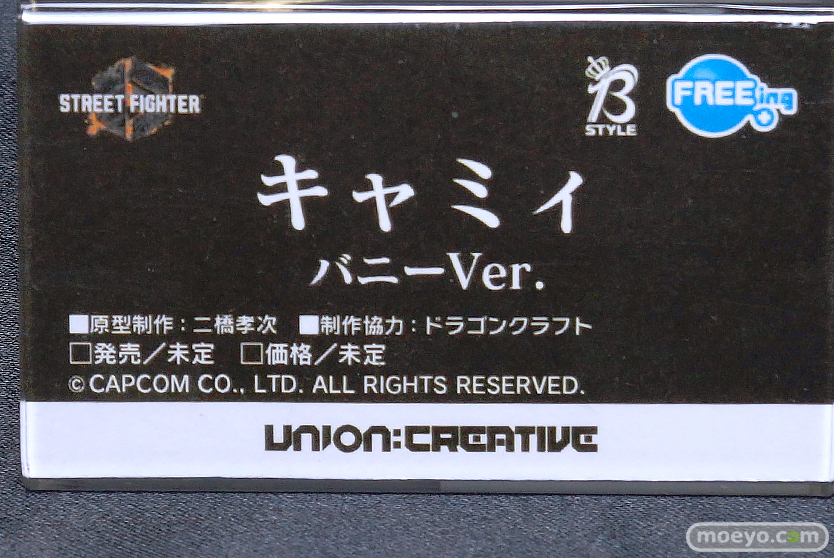 STREET FIGHTER
B
STYLE
FREEing
キャミィ
バニーVer.
■原型制作：二橋孝次 ■制作協力：ドラゴンクラフト
□発売／未定 □価格／未定
©CAPCOM CO., LTD. ALL RIGHTS RESERVED.
UNION:CREATIVE
moeyo.com